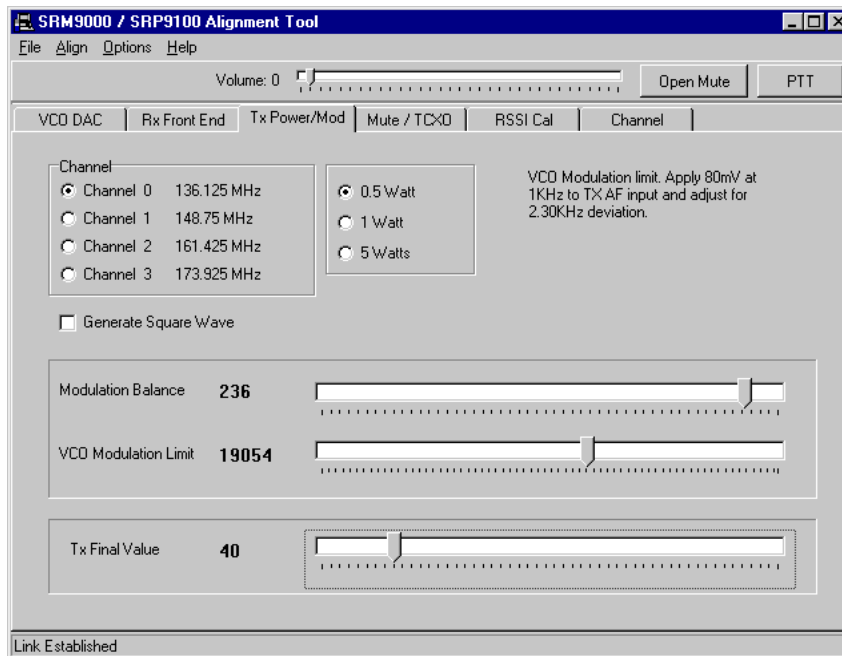 SRM9000 / SRP9100 Alignment Tool
File Align Options Help
Volume: 0
Open Mute
PTT
VCO DAC
Rx Front End
Tx Power/Mod
Mute / TCXO
RSSI Cal
Channel
Channel
Channel 0 136.125 MHz
Channel 1 148.75 MHz
Channel 2 161.425 MHz
Channel 3 173.925 MHz
0.5 Watt
1 Watt
5 Watts
VCO Modulation limit. Apply 80mV at
1KHz to TX AF input and adjust for
2.30KHz deviation.
Generate Square Wave
Modulation Balance 236
VCO Modulation Limit 19054
Tx Final Value 40
Link Established